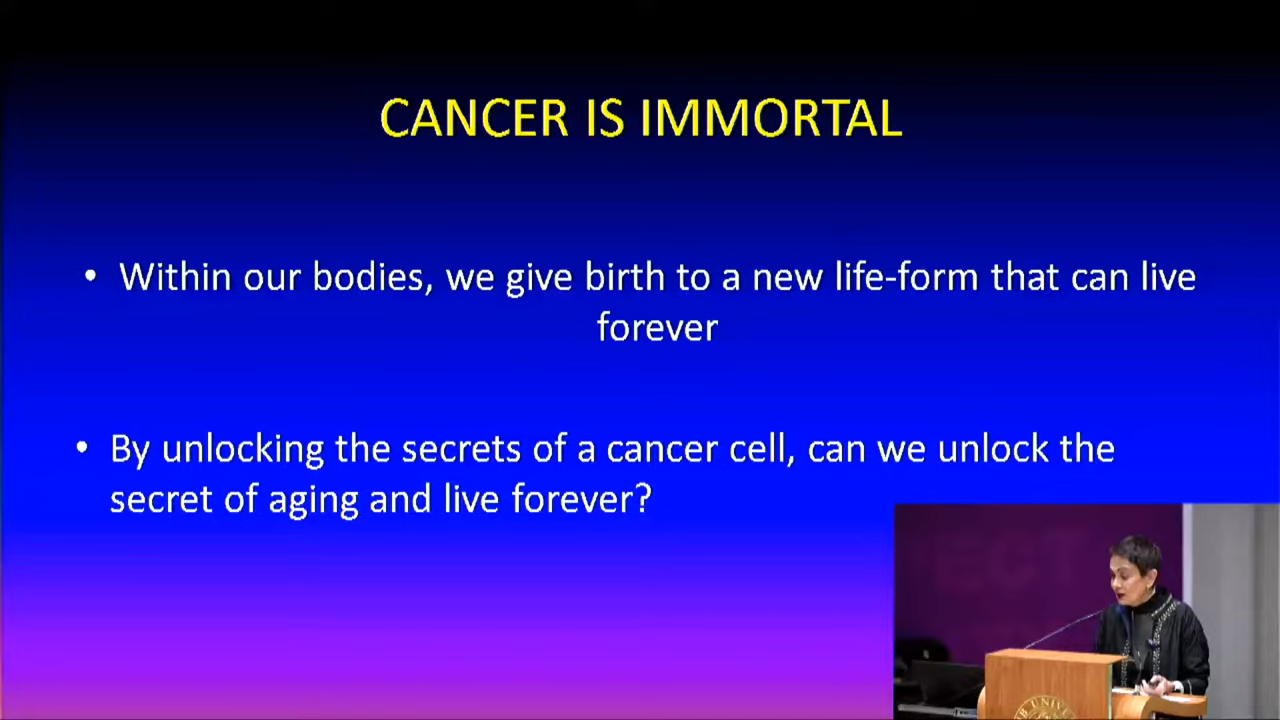 CANCER IS IMMORTAL
• Within our bodies, we give birth to a new life-form that can live
forever
• By unlocking the secrets of a cancer cell, can we unlock the
secret of aging and live forever?